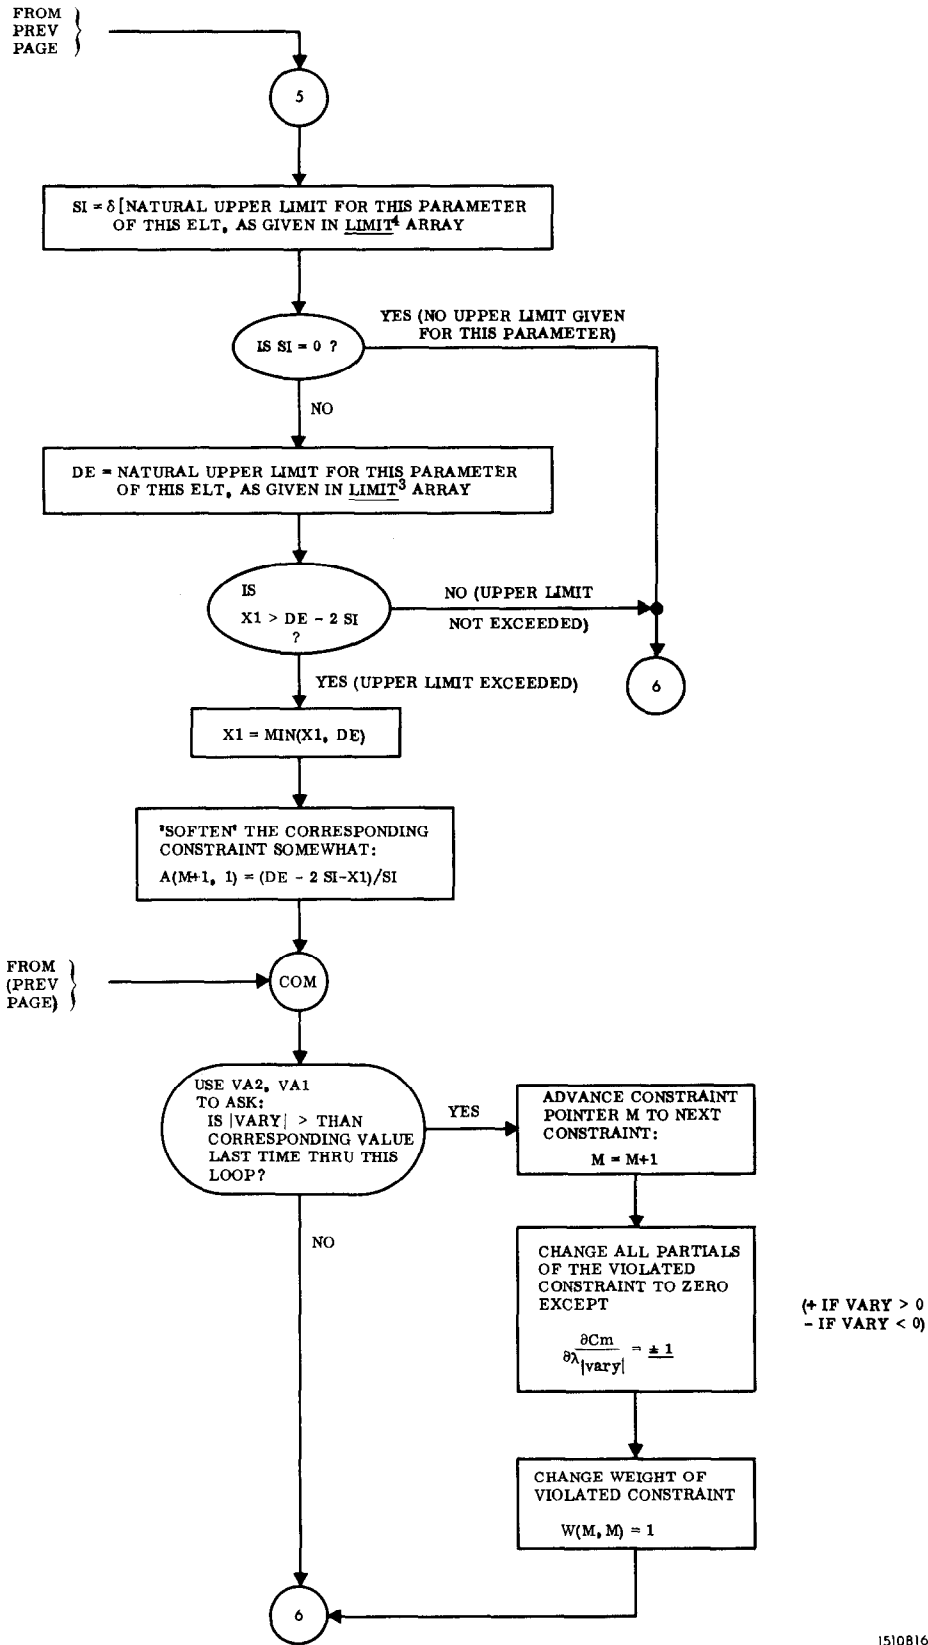 FROM
PREV
PAGE
5
SI = δ [NATURAL UPPER LIMIT FOR THIS PARAMETER
OF THIS ELT, AS GIVEN IN LIMIT⁴ ARRAY
IS SI = 0 ?
YES (NO UPPER LIMIT GIVEN
FOR THIS PARAMETER)
NO
DE = NATURAL UPPER LIMIT FOR THIS PARAMETER
OF THIS ELT, AS GIVEN IN LIMIT³ ARRAY
IS
X1 > DE - 2 SI
?
NO (UPPER LIMIT
NOT EXCEEDED)
6
YES (UPPER LIMIT EXCEEDED)
X1 = MIN(X1, DE)
"SOFTEN" THE CORRESPONDING
CONSTRAINT SOMEWHAT:
A(M+1, 1) = (DE - 2 SI-X1)/SI
FROM
(PREV
PAGE)
COM
USE VA2, VA1
TO ASK:
IS |VARY| > THAN
CORRESPONDING VALUE
LAST TIME THRU THIS
LOOP?
YES
ADVANCE CONSTRAINT
POINTER M TO NEXT
CONSTRAINT:
M = M+1
NO
CHANGE ALL PARTIALS
OF THE VIOLATED
CONSTRAINT TO ZERO
EXCEPT
∂Cm
∂λ|vary| = ± 1
(+ IF VARY > 0
- IF VARY < 0)
CHANGE WEIGHT OF
VIOLATED CONSTRAINT
W(M, M) = 1
6
1510816